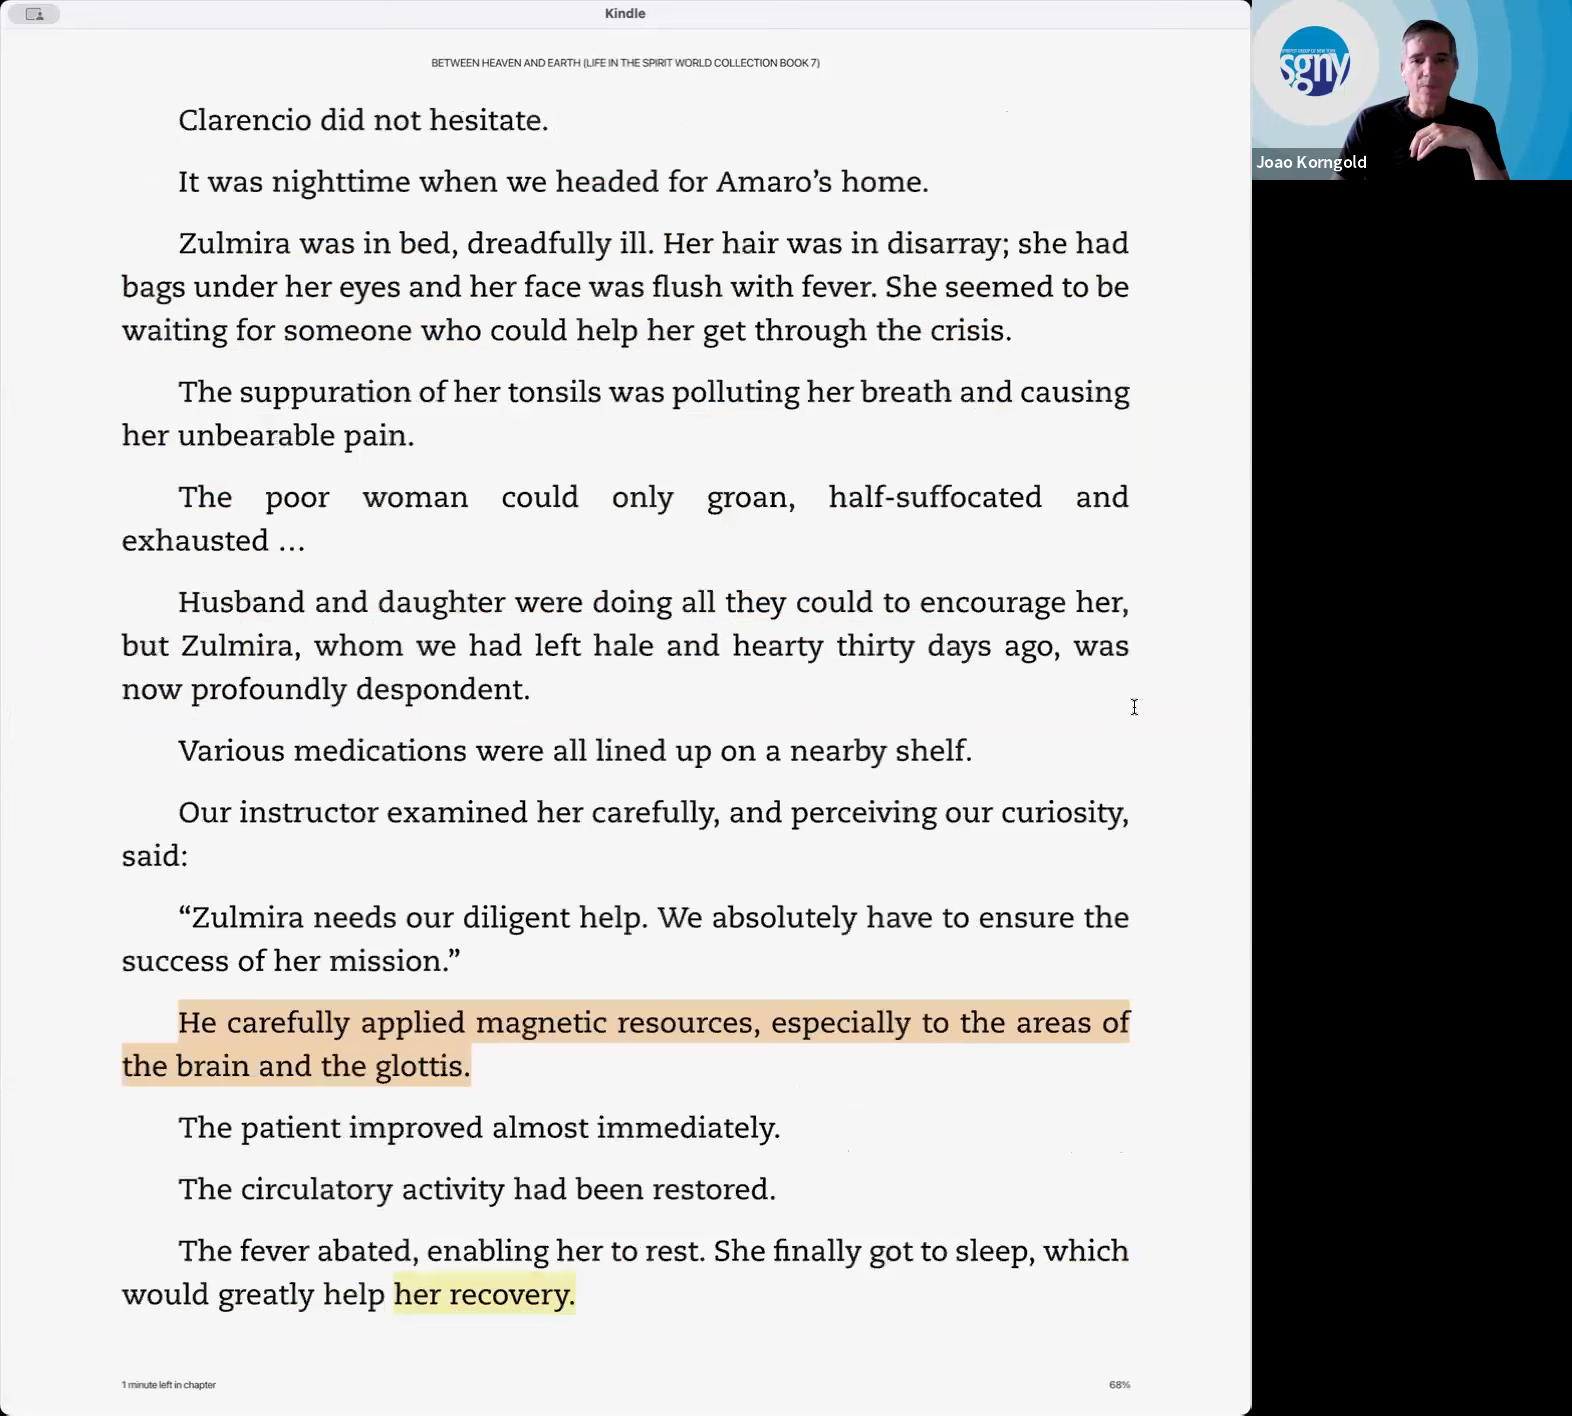 Kindle
BETWEEN HEAVEN AND EARTH (LIFE IN THE SPIRIT WORLD COLLECTION BOOK 7)
Clarencio did not hesitate.
It was nighttime when we headed for Amaro’s home.
Zulmira was in bed, dreadfully ill. Her hair was in disarray; she had
bags under her eyes and her face was flush with fever. She seemed to be
waiting for someone who could help her get through the crisis.
The suppuration of her tonsils was polluting her breath and causing
her unbearable pain.
The poor woman could only groan, half-suffocated and
exhausted …
Husband and daughter were doing all they could to encourage her,
but Zulmira, whom we had left hale and hearty thirty days ago, was
now profoundly despondent.
Various medications were all lined up on a nearby shelf.
Our instructor examined her carefully, and perceiving our curiosity,
said:
“Zulmira needs our diligent help. We absolutely have to ensure the
success of her mission.”
He carefully applied magnetic resources, especially to the areas of
the brain and the glottis.
The patient improved almost immediately.
The circulatory activity had been restored.
The fever abated, enabling her to rest. She finally got to sleep, which
would greatly help her recovery.
1 minute left in chapter
68%
sgny
Joao Korngold